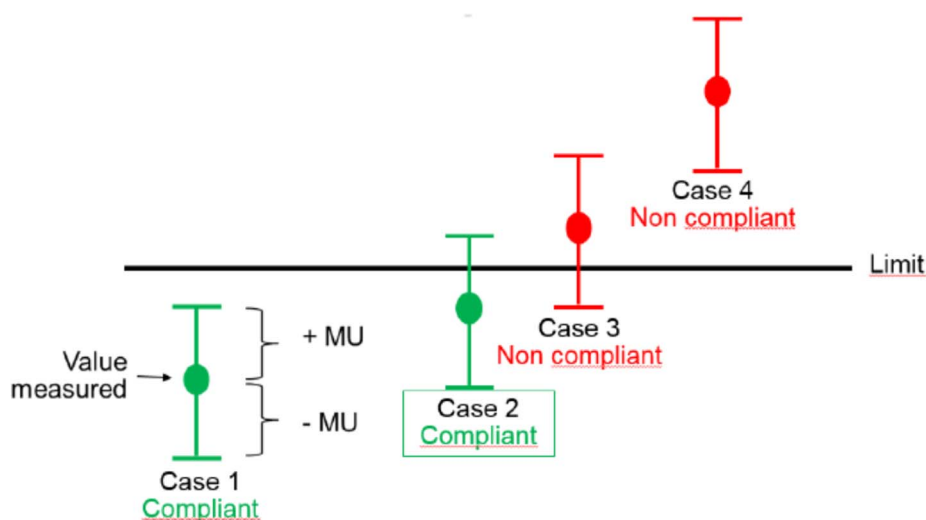 Case 4
Non compliant
Limit
Case 3
Non compliant
+ MU
Value
measured
- MU
Case 2
Compliant
Case 1
Compliant